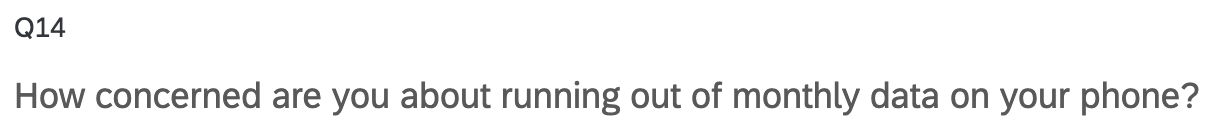 Q14
How concerned are you about running out of monthly data on your phone?